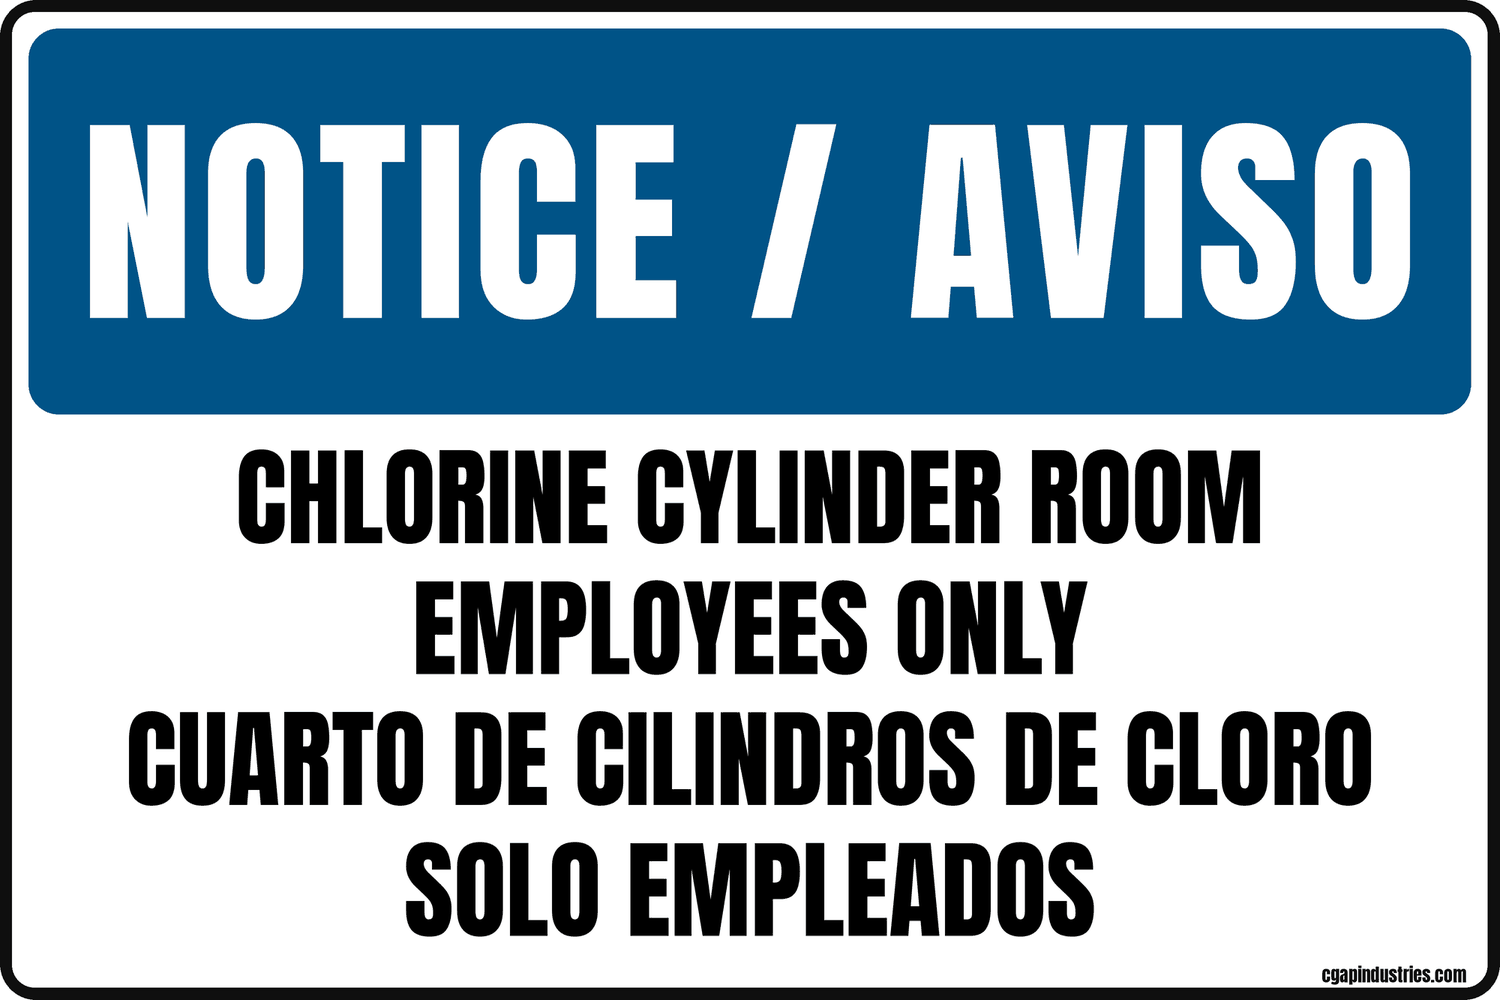 NOTICE / AVISO
CHLORINE CYLINDER ROOM
EMPLOYEES ONLY
CUARTO DE CILINDROS DE CLORO
SOLO EMPLEADOS
cgapindustries.com